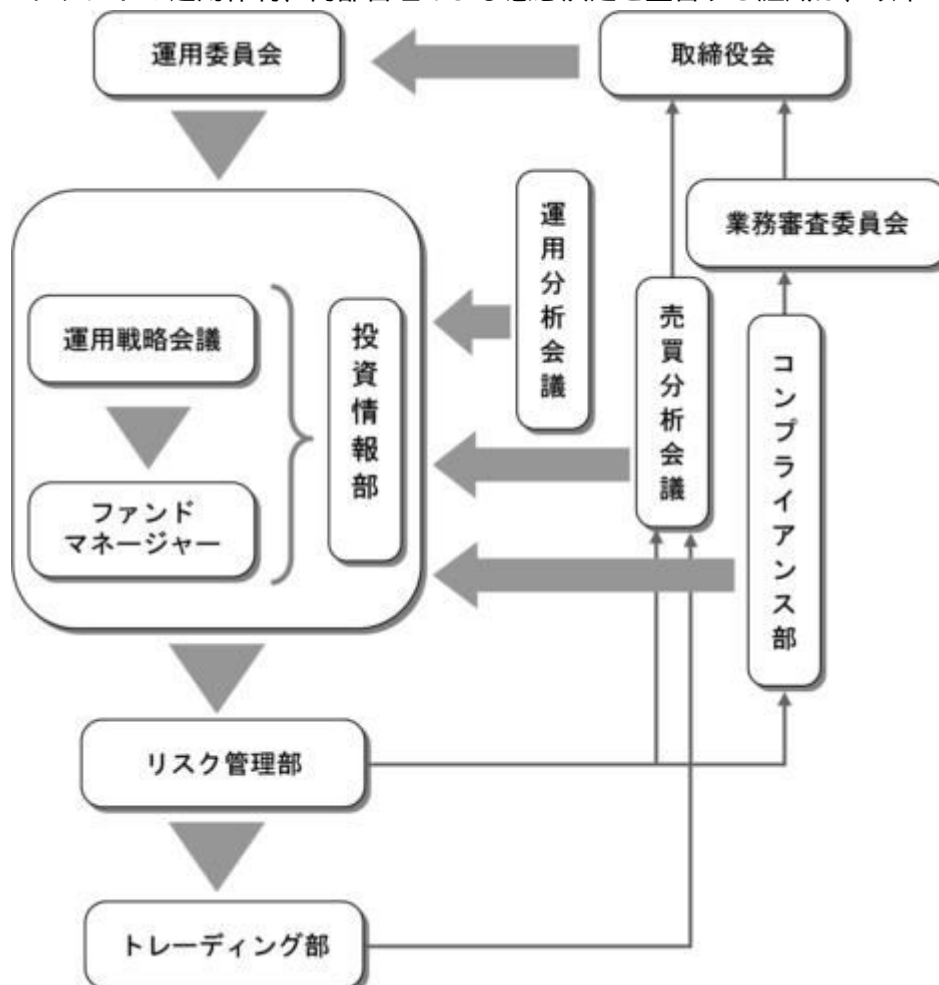 運用委員会
取締役会
運用分析会議
業務審査委員会
売買分析会議
運用戦略会議
投資情報部
コンプライアンス部
ファンド
マネージャー
リスク管理部
トレーディング部